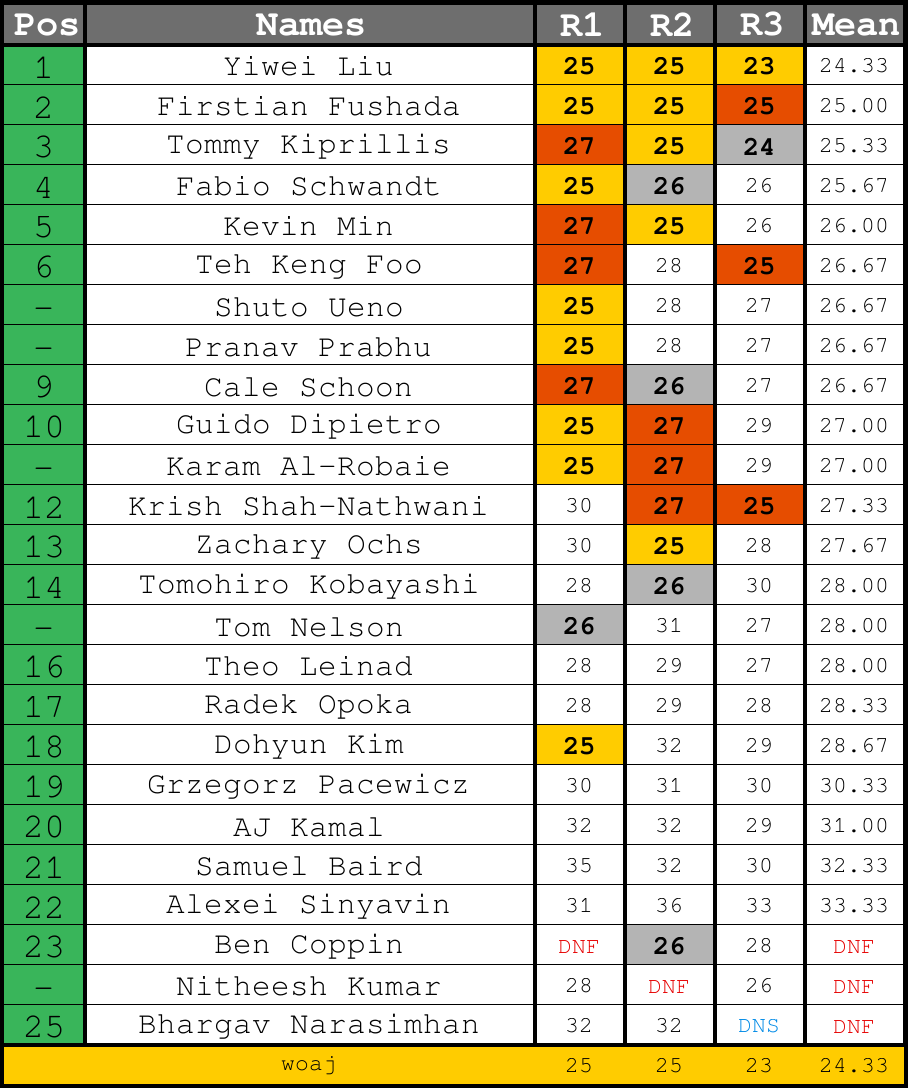 Pos Names R1 R2 R3 Mean
1 Yiwei Liu 25 25 23 24.33
2 Firstian Fushada 25 25 25 25.00
3 Tommy Kiprillis 27 25 24 25.33
4 Fabio Schwandt 25 26 26 25.67
5 Kevin Min 27 25 26 26.00
6 Teh Keng Foo 27 28 25 26.67
– Shuto Ueno 25 28 27 26.67
– Pranav Prabhu 25 28 27 26.67
9 Cale Schoon 27 26 27 26.67
10 Guido Dipietro 25 27 29 27.00
– Karam Al-Robaie 25 27 29 27.00
12 Krish Shah-Nathwani 30 27 25 27.33
13 Zachary Ochs 30 25 28 27.67
14 Tomohiro Kobayashi 28 26 30 28.00
– Tom Nelson 26 31 27 28.00
16 Theo Leinad 28 29 27 28.00
17 Radek Opoka 28 29 28 28.33
18 Dohyun Kim 25 32 29 28.67
19 Grzegorz Pacewicz 30 31 30 30.33
20 AJ Kamal 32 32 29 31.00
21 Samuel Baird 35 32 30 32.33
22 Alexei Sinyavin 31 36 33 33.33
23 Ben Coppin DNF 26 28 DNF
– Nitheesh Kumar 28 DNF 26 DNF
25 Bhargav Narasimhan 32 32 DNS DNF
woaj 25 25 23 24.33